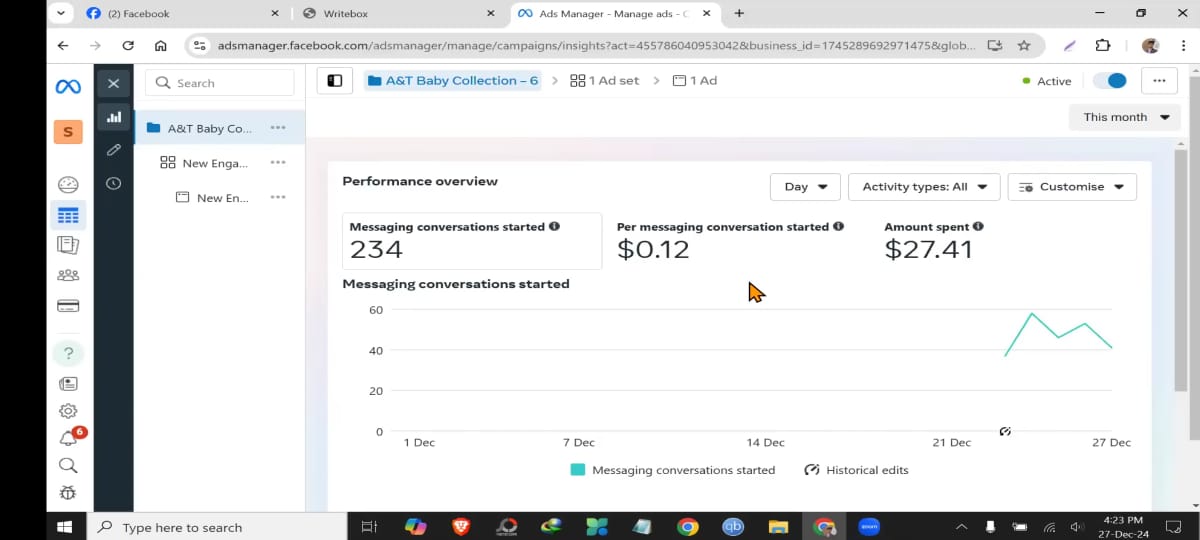 (2) Facebook
Writebox
Ads Manager - Manage ads - C
adsmanager.facebook.com/adsmanager/manage/campaigns/insights?act=455786040953042&business_id=1745289692971475&glob...
Search
A&T Baby Collection – 6 > 1 Ad set > 1 Ad
Active
This month
S
A&T Baby Co...
New Enga...
New En...
Performance overview
Day
Activity types: All
Customise
Messaging conversations started
234
Per messaging conversation started
$0.12
Amount spent
$27.41
Messaging conversations started
60
40
20
0
1 Dec
7 Dec
14 Dec
21 Dec
27 Dec
Messaging conversations started
Historical edits
?
6
Type here to search
qb
zoom
4:23 PM
27-Dec-24